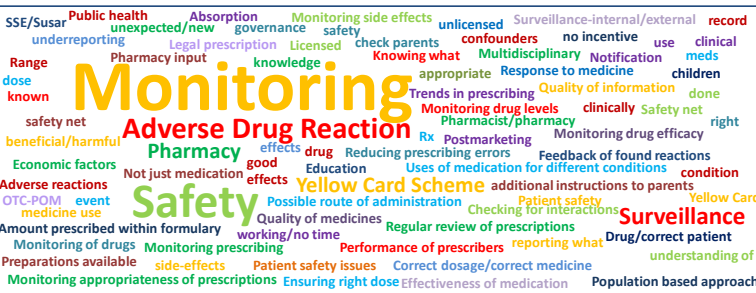 SSE/Susar Public health Absorption Monitoring side effects unlicensed Surveillance-internal/external record
unexpected/new governance safety
underreporting Legal prescription Licensed check parents confounders no incentive use clinical
Range Pharmacy input knowledge Knowing what Multidisciplinary Notification meds
dose Monitoring appropriate Response to medicine children
known Trends in prescribing Quality of information done
Monitoring drug levels clinically Safety net
safety net Adverse Drug Reaction Pharmacist/pharmacy right
beneficial/harmful Rx Postmarketing Monitoring drug efficacy
Pharmacy effects drug Reducing prescribing errors Feedback of found reactions
Economic factors good Education Uses of medication for different conditions condition
Not just medication effects
Adverse reactions Safety Yellow Card Scheme additional instructions to parents
OTC-POM event Possible route of administration Patient safety Yellow Card
medicine use Quality of medicines Checking for interactions Surveillance
Amount prescribed within formulary working/no time Regular review of prescriptions Drug/correct patient
Monitoring of drugs Monitoring prescribing Performance of prescribers reporting what
understanding of
Preparations available side-effects Patient safety issues Correct dosage/correct medicine
Monitoring appropriateness of prescriptions Ensuring right dose Effectiveness of medication Population based approach